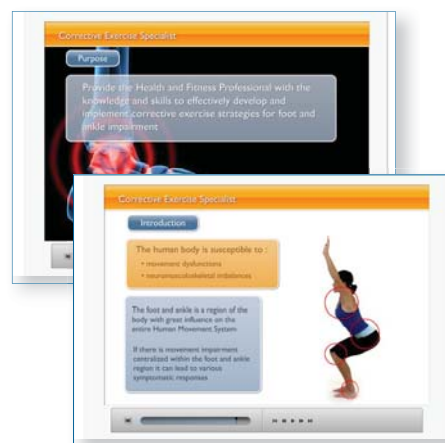 Corrective Exercise Specialist
Purpose
Provide the Health and Fitness Professional with the
knowledge and skills to effectively develop and
implement corrective exercise strategies for foot and
ankle impairment
Corrective Exercise Specialist
Introduction
The human body is susceptible to :
• movement dysfunctions
• neuromusculoskeletal imbalances
The foot and ankle is a region of the
body with great influence on the
entire Human Movement System
If there is movement impairment
centralized within the foot and ankle
region it can lead to various
symptomatic responses